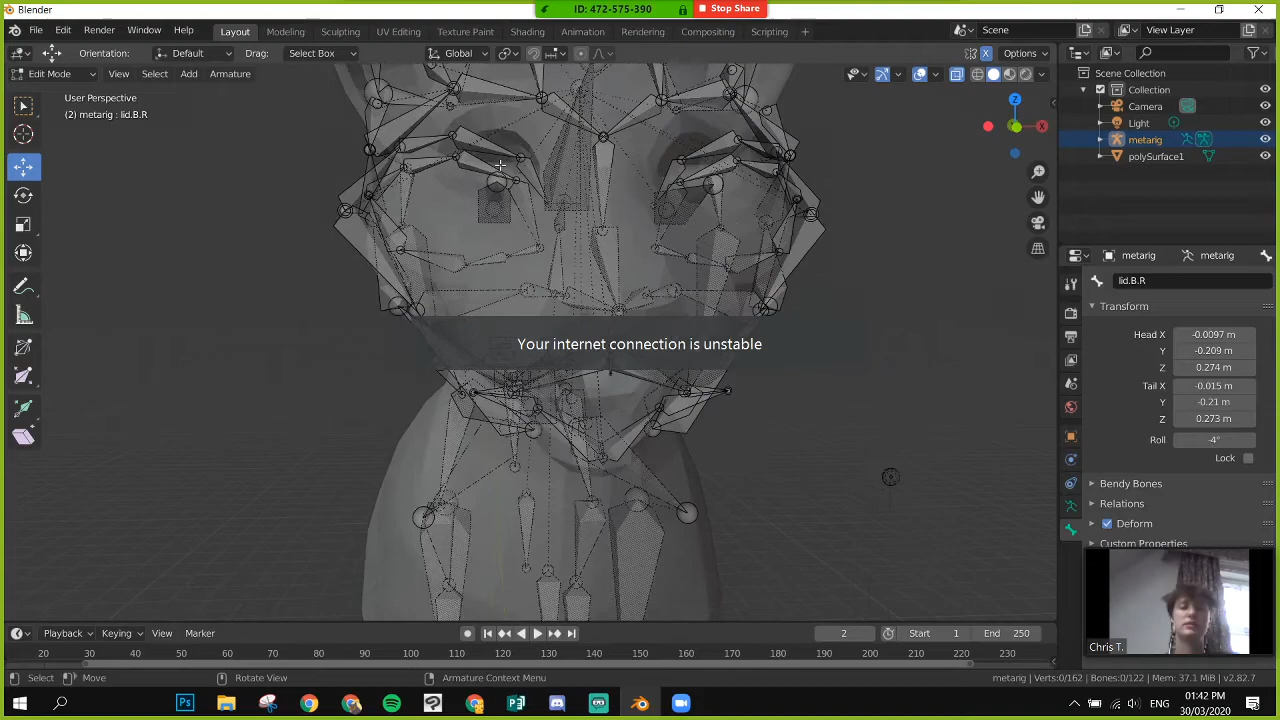 Blender
ID: 472-575-390
Stop Share
File Edit Render Window Help
Layout Modeling Sculpting UV Editing Texture Paint Shading Animation Rendering Compositing Scripting +
Scene
View Layer
Orientation: Default Drag: Select Box
Global
X
Options
Edit Mode View Select Add Armature
Scene Collection
Collection
Camera
Light
metarig
polySurface1
User Perspective
(2) metarig : lid.B.R
Z
X
metarig metarig
lid.B.R
Transform
Head X -0.0097 m
Y -0.209 m
Z 0.274 m
Tail X -0.015 m
Y -0.21 m
Z 0.273 m
Roll -4°
Lock
Bendy Bones
Relations
Deform
Custom Properties
Your internet connection is unstable
Chris T.
Playback Keying View Marker
2 Start 1 End 250
20 30 40 50 60 70 80 90 100 110 120 130 140 150 160 170 180 190 200 210 220 230
Select Move Rotate View Armature Context Menu
metarig | Verts:0/162 | Bones:0/122 | Mem: 37.1 MiB | v2.82.7
Ps
ENG
01:42 PM
30/03/2020